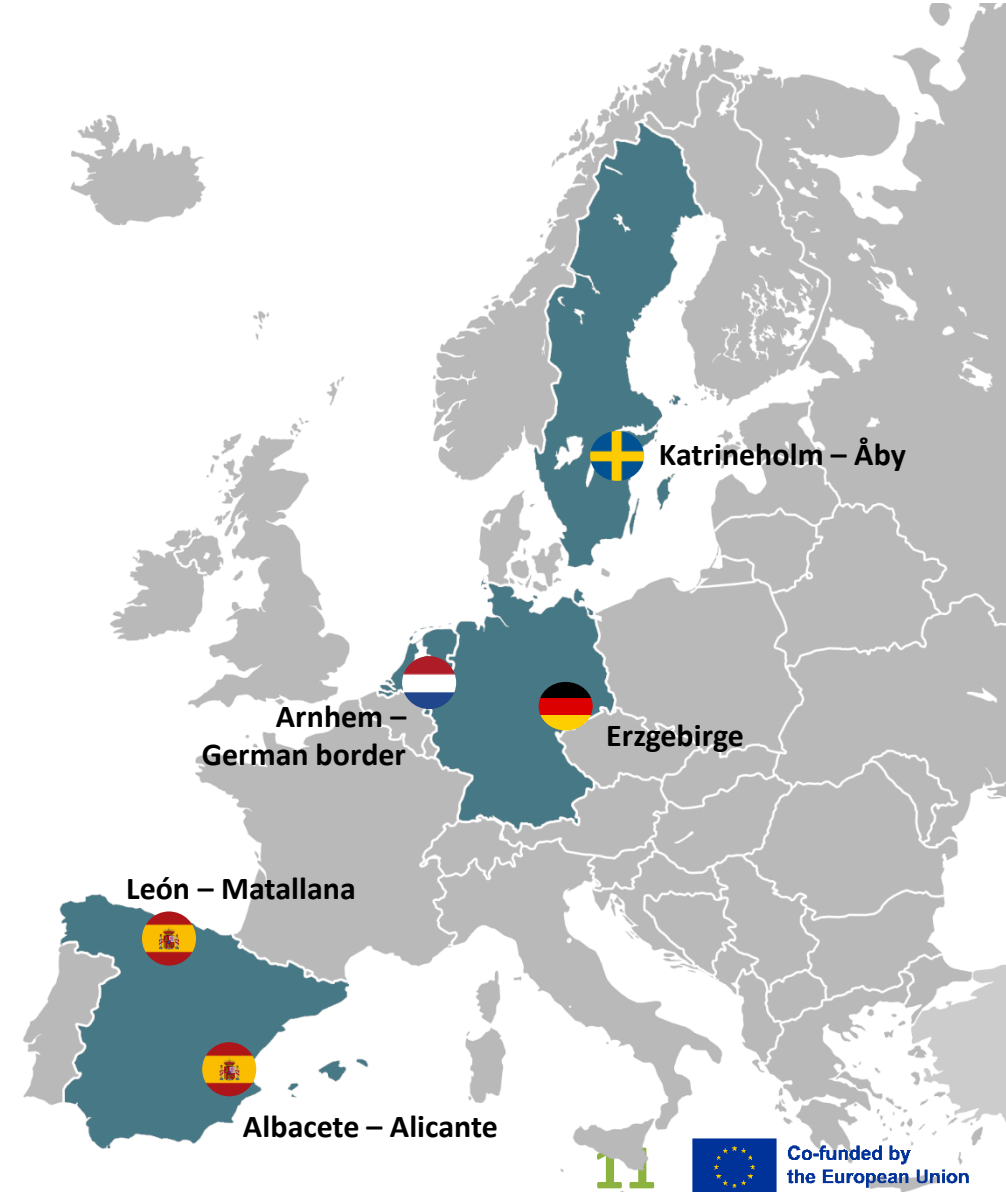 Katrineholm – Åby
Arnhem –
German border
Erzgebirge
León – Matallana
Albacete – Alicante
11
Co-funded by
the European Union